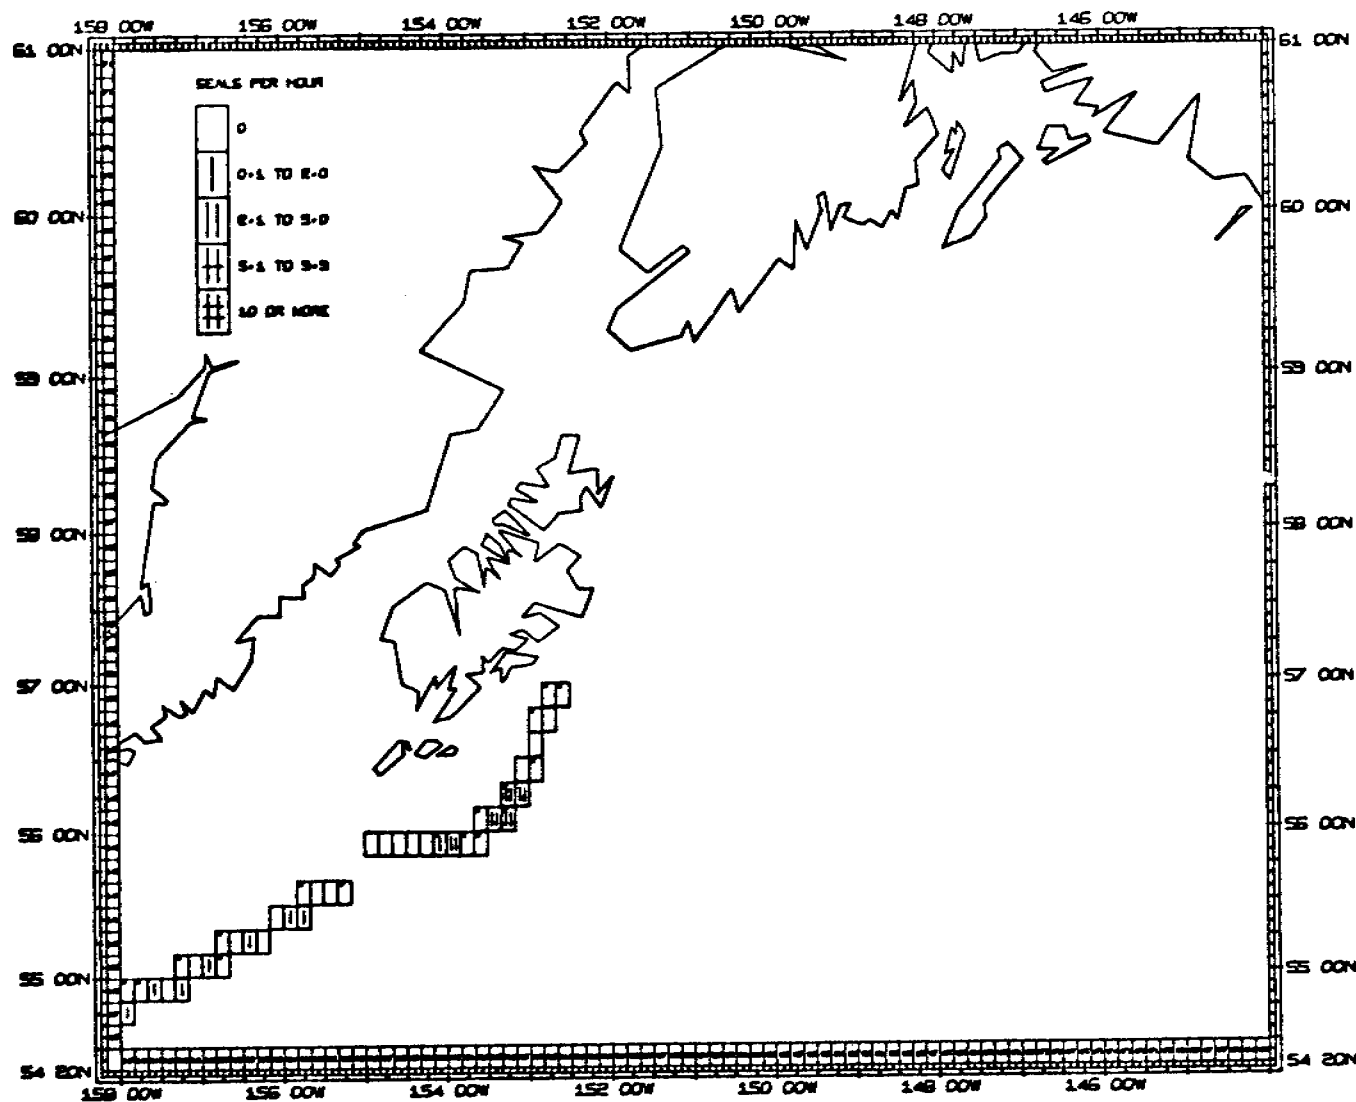 158 00W 156 00W 154 00W 152 00W 150 00W 148 00W 146 00W
61 00N 61 00N
SEALS PER HOUR
0
0.1 TO 2.0
2.1 TO 5.0
5.1 TO 9.9
10 OR MORE
60 00N 60 00N
59 00N 59 00N
58 00N 58 00N
57 00N 57 00N
56 00N 56 00N
55 00N 55 00N
54 20N 54 20N
158 00W 156 00W 154 00W 152 00W 150 00W 148 00W 146 00W